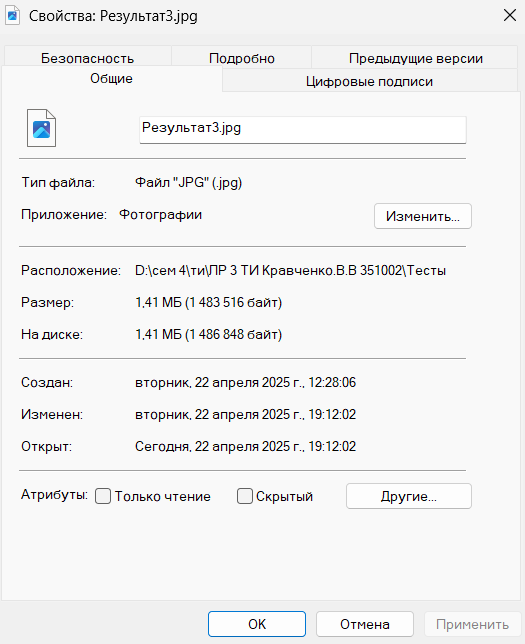 Свойства: Результат3.jpg
Безопасность Подробно Предыдущие версии
Общие Цифровые подписи
Результат3.jpg
Тип файла: Файл "JPG" (.jpg)
Приложение: Фотографии Изменить...
Расположение: D:\сем 4\ти\ЛР 3 ТИ Кравченко.В.В 351002\Тесты
Размер: 1,41 МБ (1 483 516 байт)
На диске: 1,41 МБ (1 486 848 байт)
Создан: вторник, 22 апреля 2025 г., 12:28:06
Изменен: вторник, 22 апреля 2025 г., 19:12:02
Открыт: Сегодня, 22 апреля 2025 г., 19:12:02
Атрибуты: Только чтение Скрытый Другие...
ОК Отмена Применить